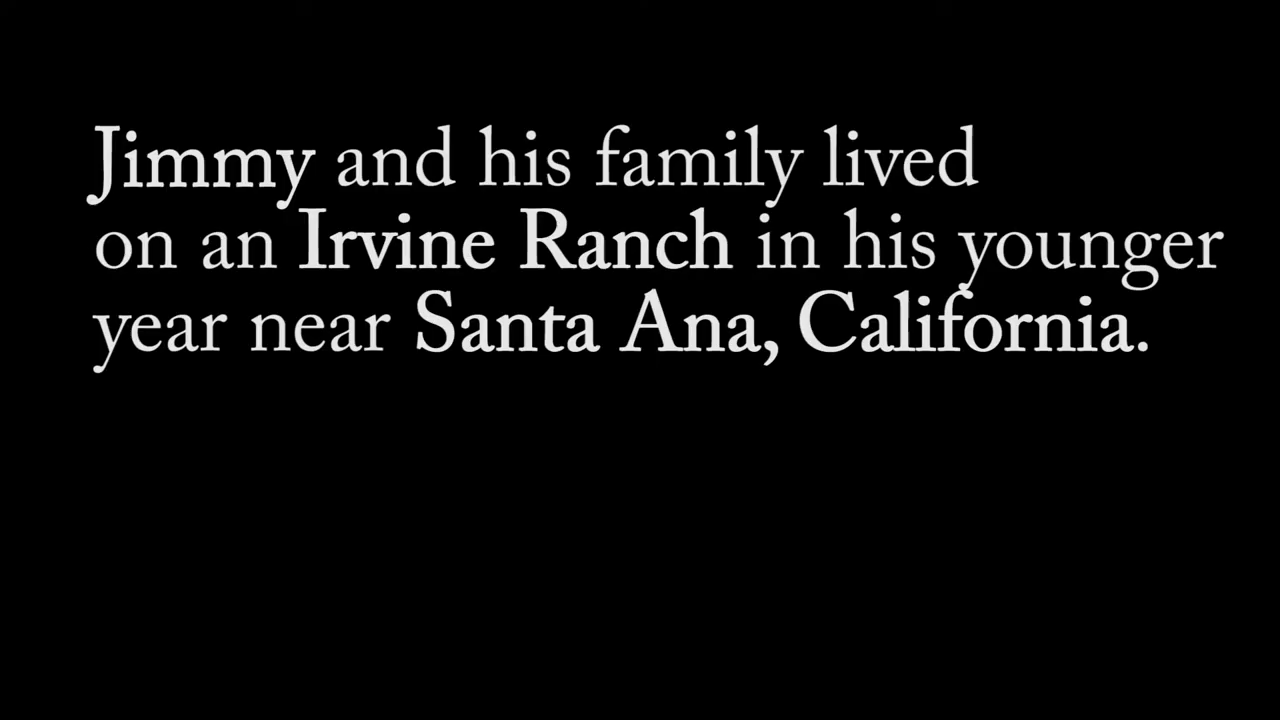 Jimmy and his family lived
on an Irvine Ranch in his younger
year near Santa Ana, California.